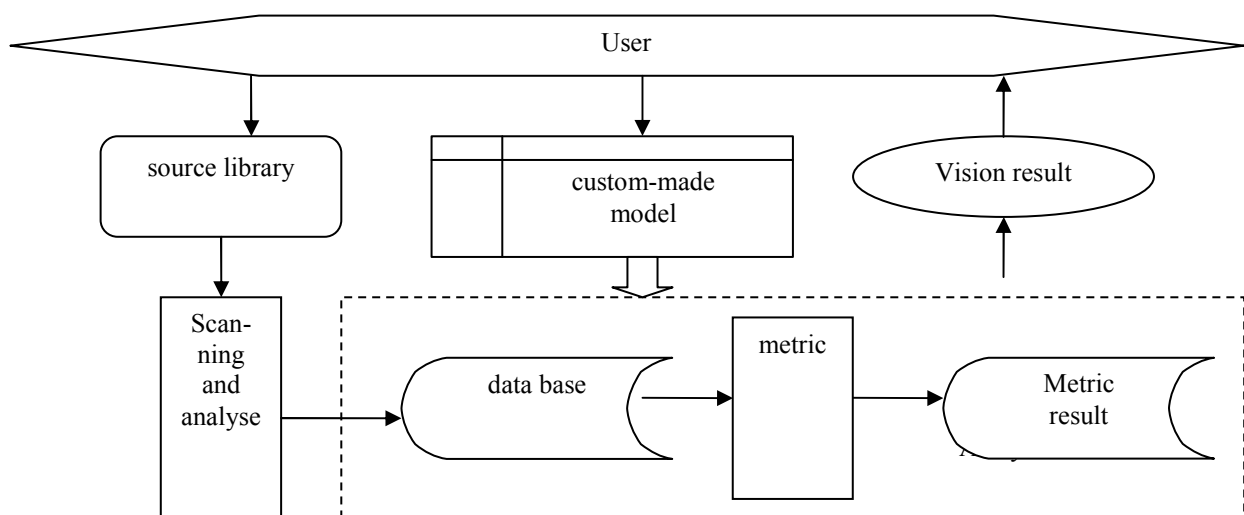 User
source library
custom-made
model
Vision result
Scan-
ning
and
analyse
data base
metric
Metric
result